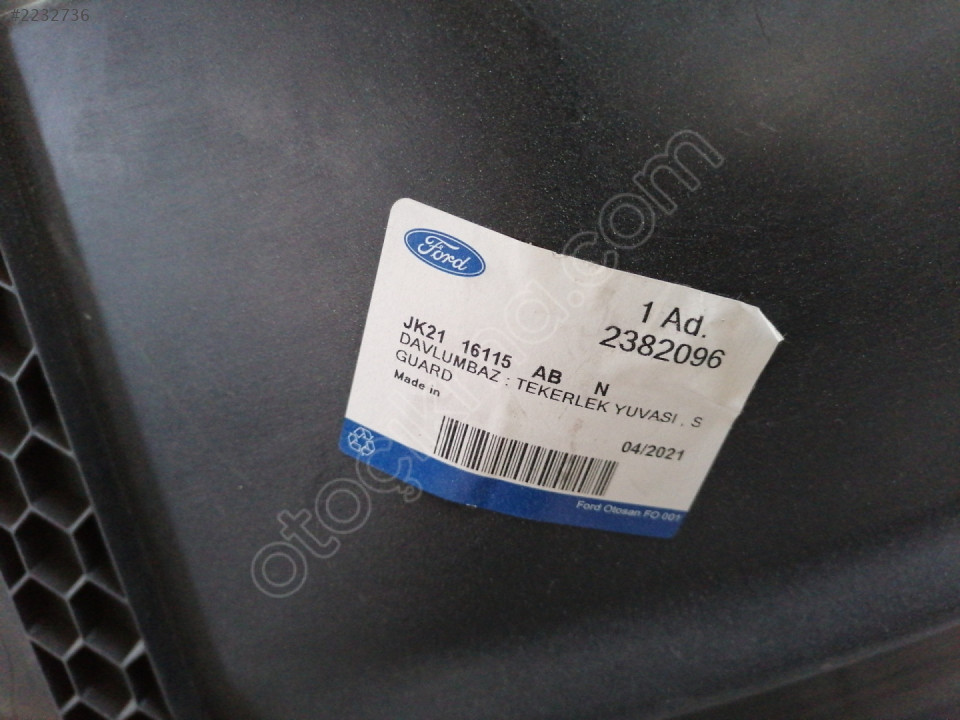 #2232736
Ford
1 Ad.
2382096
JK21 16115 AB N
DAVLUMBAZ : TEKERLEK YUVASI . S
GUARD
Made in
04/2021
Ford Otosan FO 001
otoçıkma.com